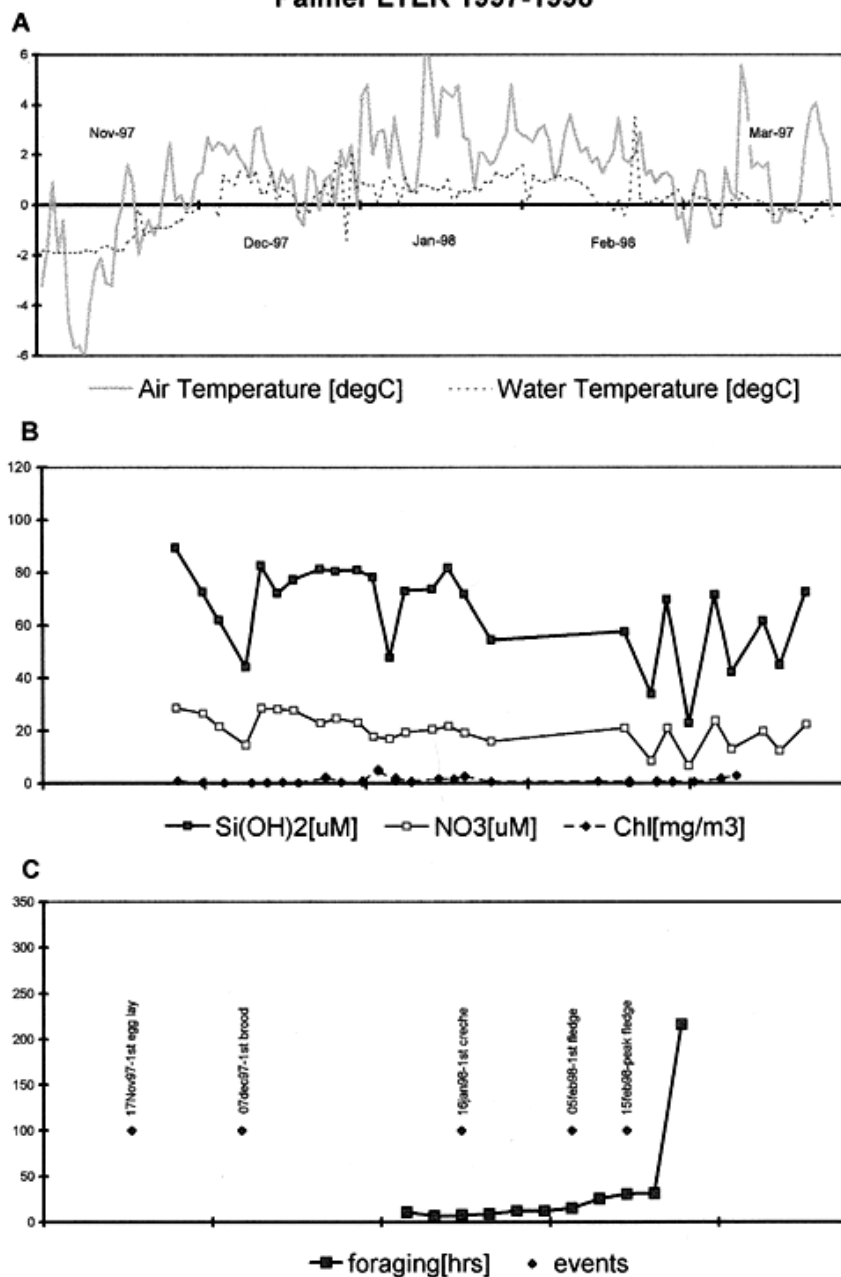 Palmer LTER 1997-1998
A
6
4
2
0
-2
-4
-6
Nov-97
Mar-97
Dec-97
Jan-98
Feb-98
Air Temperature [degC]
Water Temperature [degC]
B
120
100
80
60
40
20
0
Si(OH)2[uM]
NO3[uM]
Chl[mg/m3]
C
350
300
250
200
150
100
50
0
17Nov97-1st egg lay
07dec97-1st brood
16jan98-1st creche
05feb98-1st fledge
15feb98-peak fledge
foraging[hrs]
events